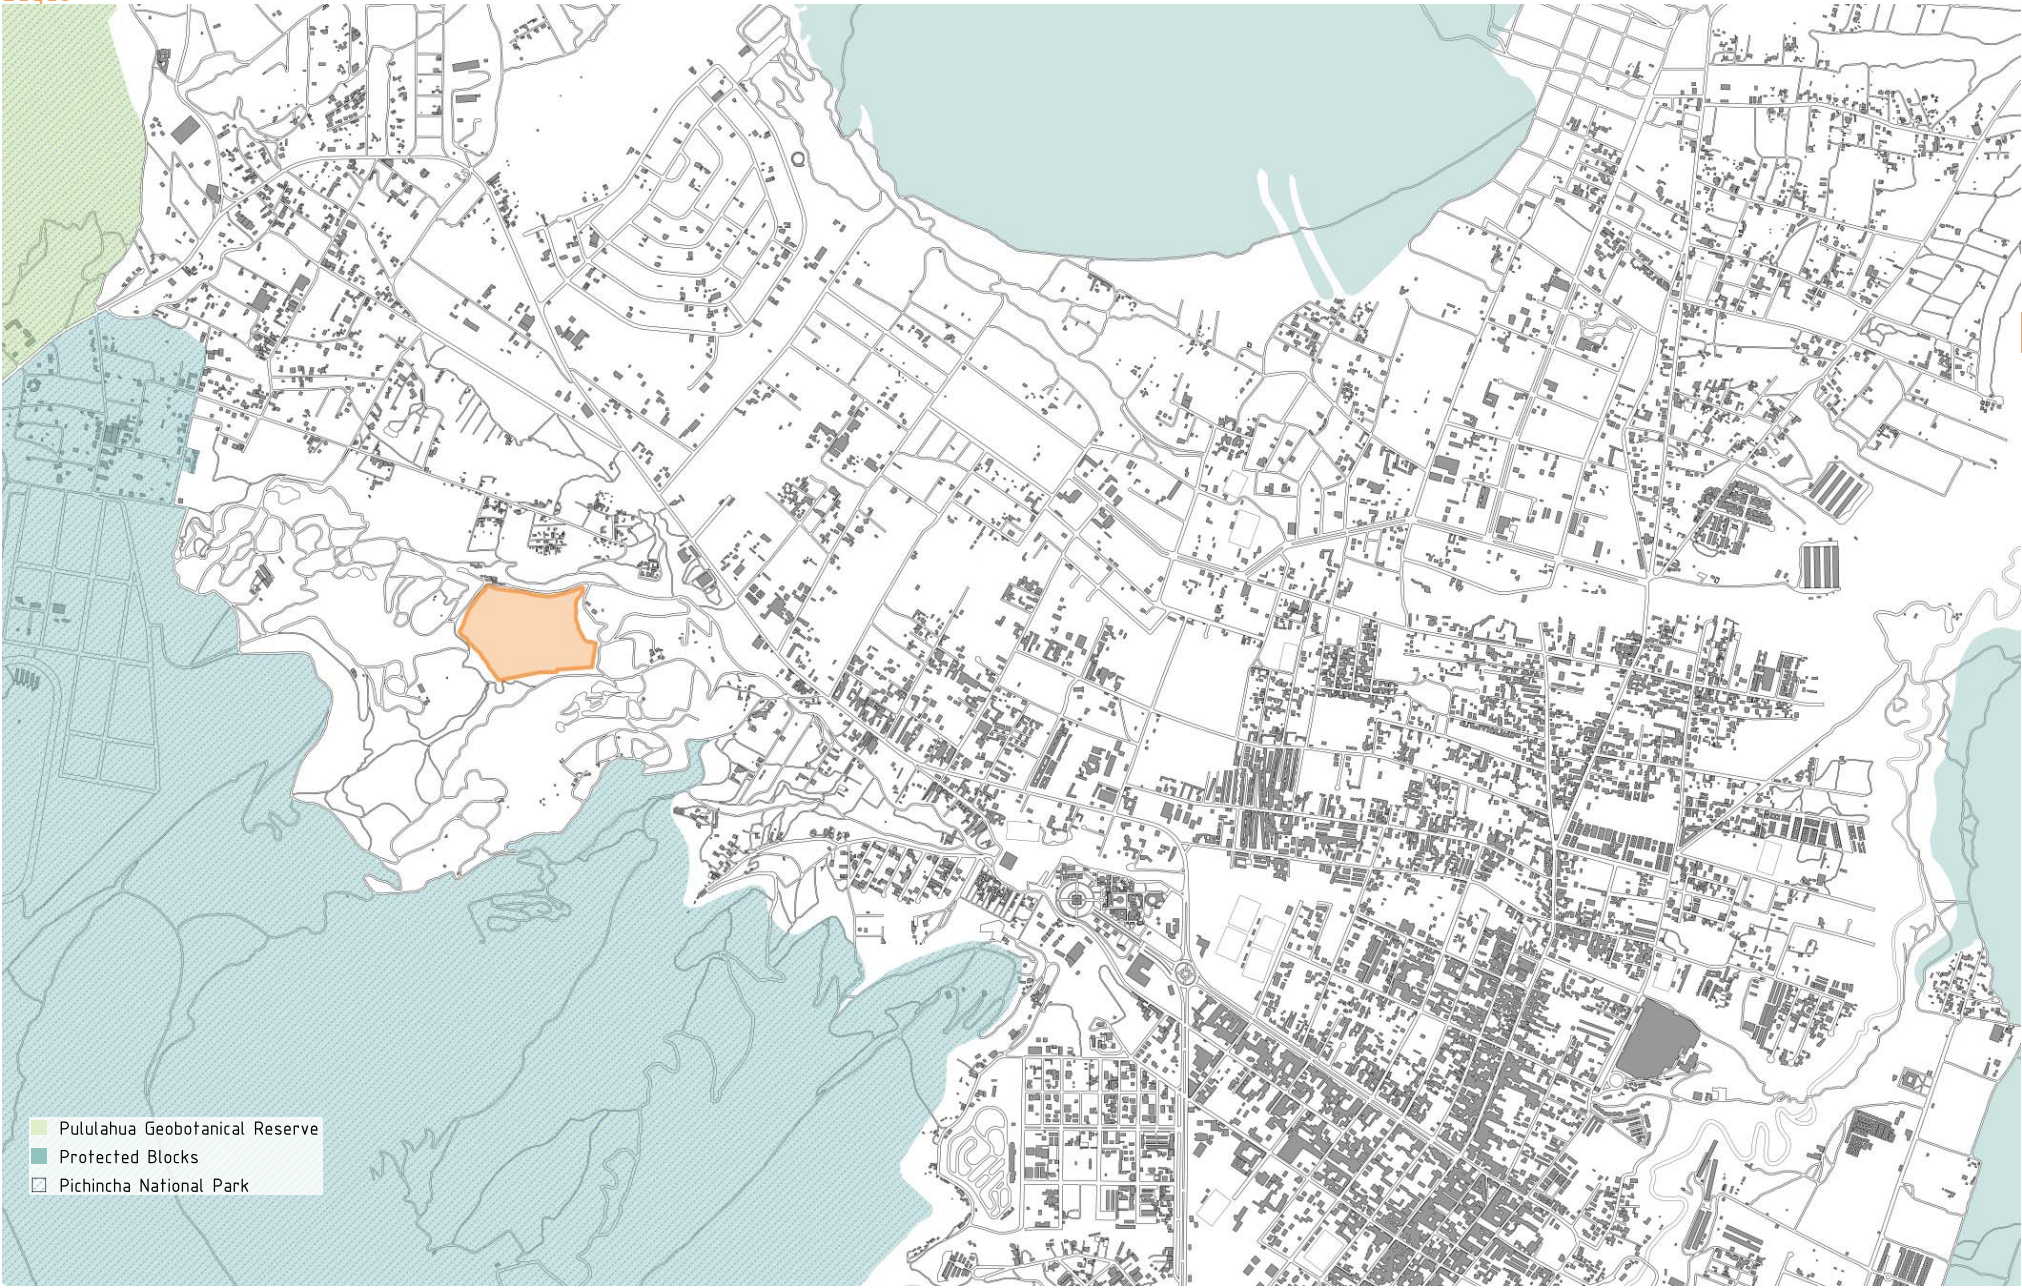 Pululahua Geobotanical Reserve
Protected Blocks
Pichincha National Park